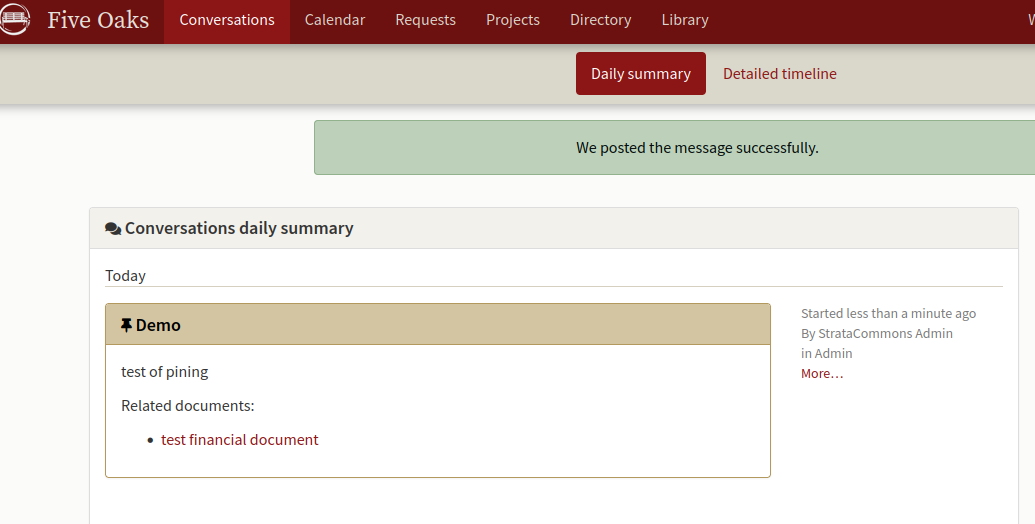 Five Oaks
Conversations
Calendar
Requests
Projects
Directory
Library
Daily summary
Detailed timeline
We posted the message successfully.
Conversations daily summary
Today
Demo
test of pining
Related documents:
• test financial document
Started less than a minute ago
By StrataCommons Admin
in Admin
More…